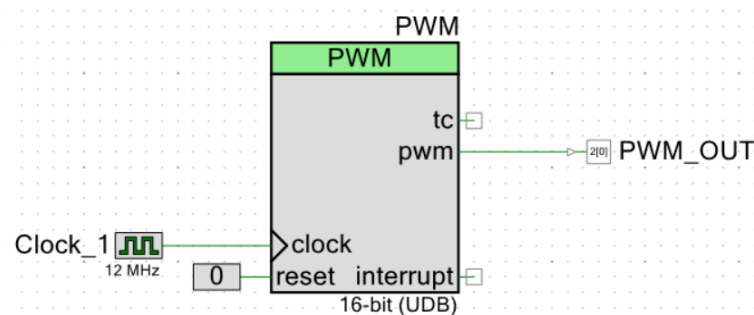 PWM
PWM
tc
pwm
2[0] PWM_OUT
Clock_1
clock
12 MHz
0
reset interrupt
16-bit (UDB)